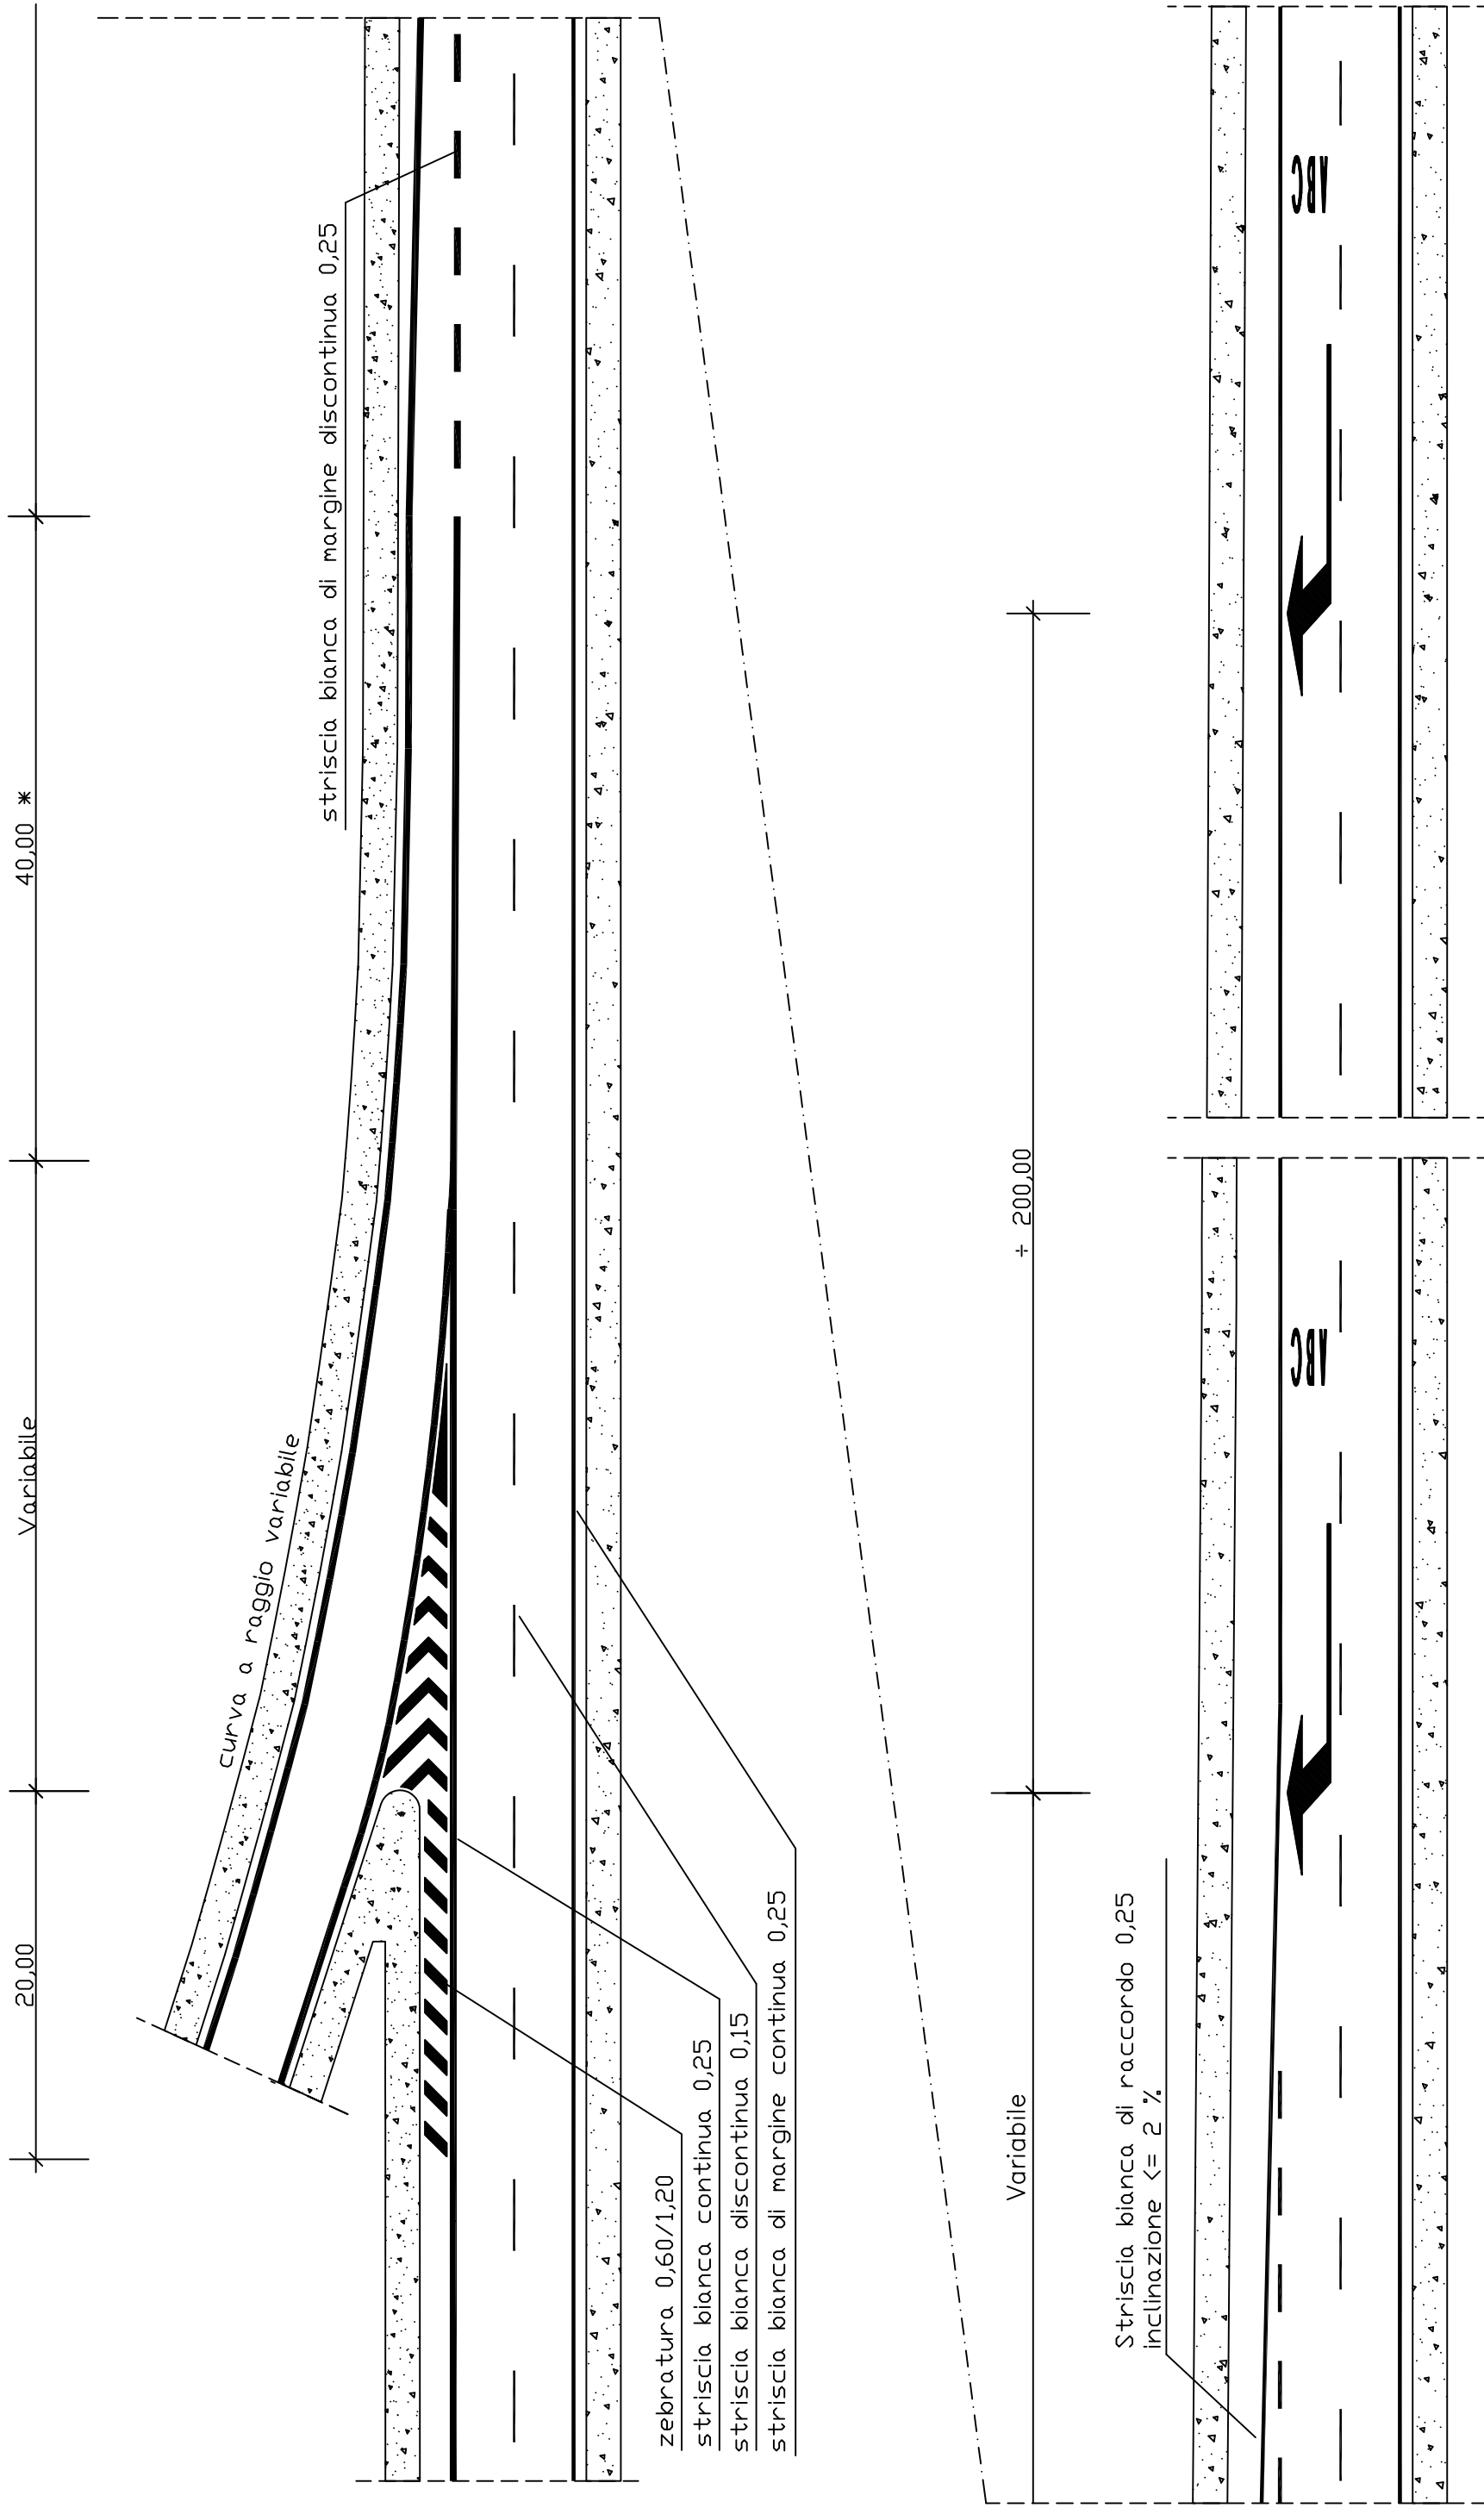 40,00 *
Variabile
20,00
striscia bianca di margine discontinua 0,25
curva a raggio variabile
zebratura 0,60/1,20
striscia bianca continua 0,25
striscia bianca discontinua 0,15
striscia bianca di margine continua 0,25
÷ 200,00
Variabile
Striscia bianca di raccordo 0,25
inclinazione <= 2 %
ABC
ABC